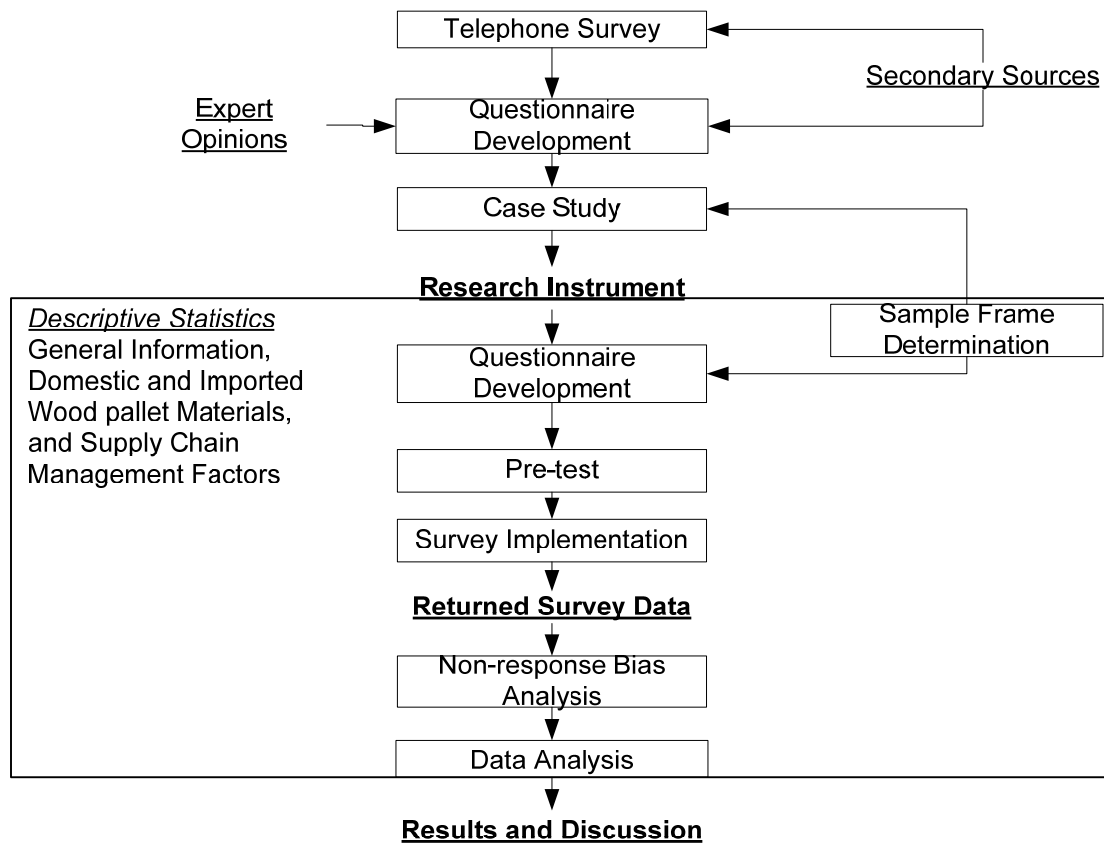 Telephone Survey
Secondary Sources
Expert
Opinions
Questionnaire
Development
Case Study
Research Instrument
Descriptive Statistics
General Information,
Domestic and Imported
Wood pallet Materials,
and Supply Chain
Management Factors
Sample Frame
Determination
Questionnaire
Development
Pre-test
Survey Implementation
Returned Survey Data
Non-response Bias
Analysis
Data Analysis
Results and Discussion